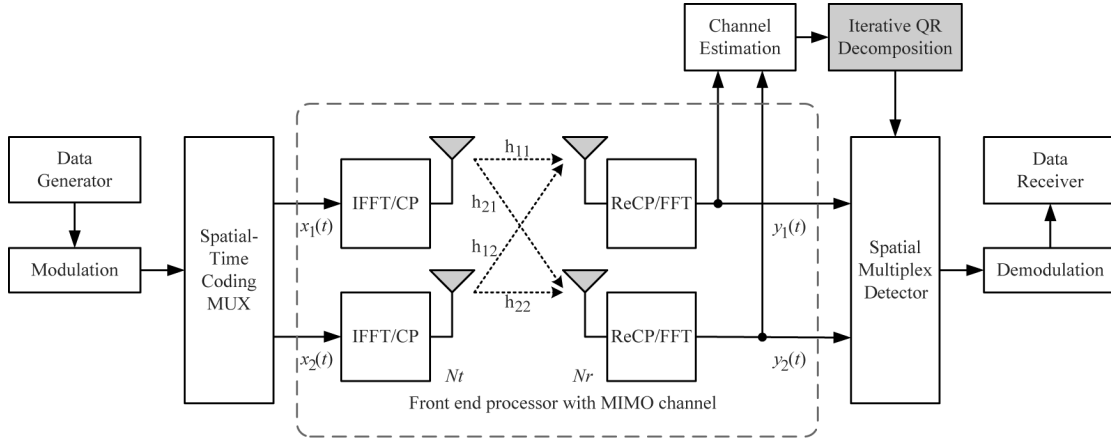 Channel
Estimation
Iterative QR
Decomposition
Data
Generator
Modulation
Spatial-
Time
Coding
MUX
x1(t)
x2(t)
IFFT/CP
IFFT/CP
h11
h21
h12
h22
Nt
Nr
ReCP/FFT
ReCP/FFT
Front end processor with MIMO channel
y1(t)
y2(t)
Spatial
Multiplex
Detector
Data
Receiver
Demodulation